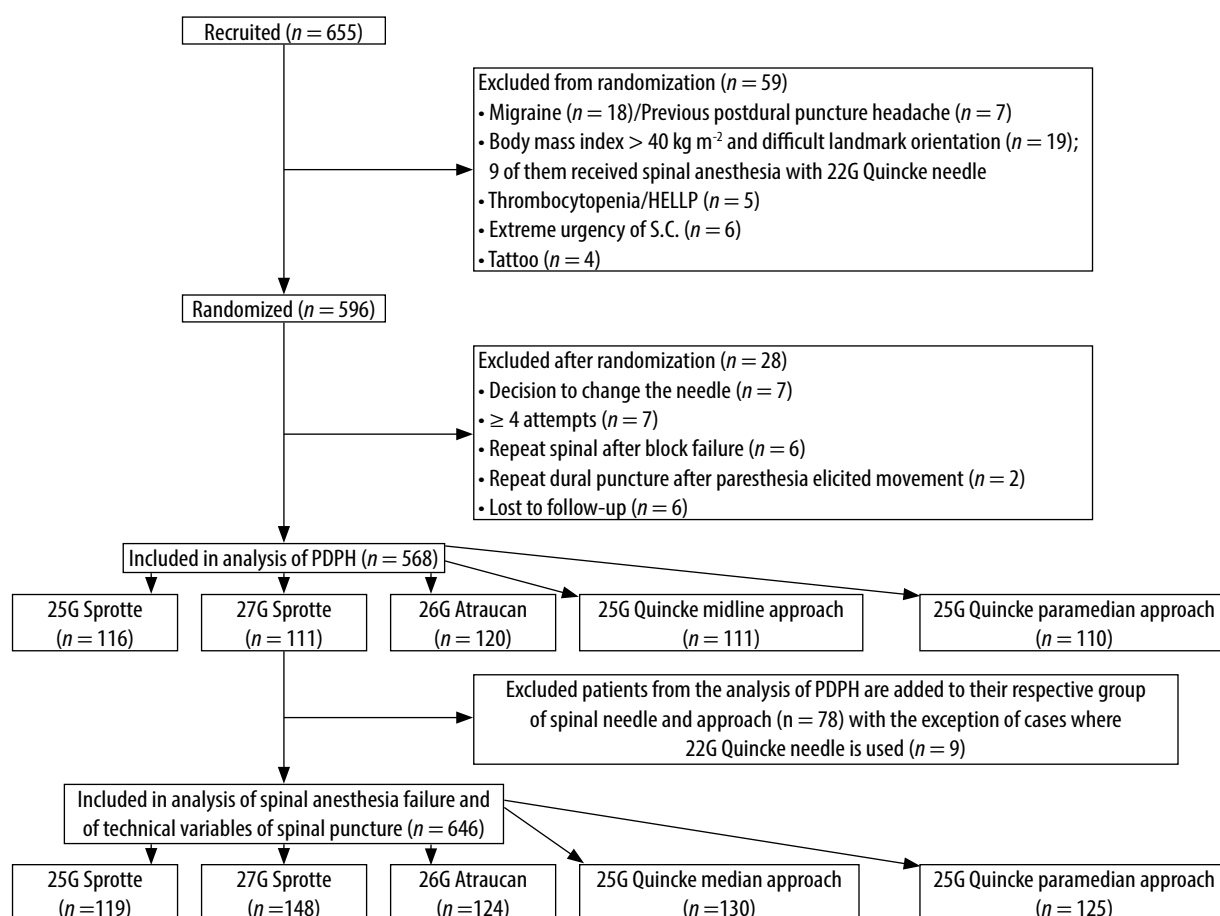 Recruited (n = 655)
Excluded from randomization (n = 59)
• Migraine (n = 18)/Previous postdural puncture headache (n = 7)
• Body mass index > 40 kg m-2 and difficult landmark orientation (n = 19);
9 of them received spinal anesthesia with 22G Quincke needle
• Thrombocytopenia/HELLP (n = 5)
• Extreme urgency of S.C. (n = 6)
• Tattoo (n = 4)
Randomized (n = 596)
Excluded after randomization (n = 28)
• Decision to change the needle (n = 7)
• ≥ 4 attempts (n = 7)
• Repeat spinal after block failure (n = 6)
• Repeat dural puncture after paresthesia elicited movement (n = 2)
• Lost to follow-up (n = 6)
Included in analysis of PDPH (n = 568)
25G Sprotte
(n = 116)
27G Sprotte
(n = 111)
26G Atraucan
(n = 120)
25G Quincke midline approach
(n = 111)
25G Quincke paramedian approach
(n = 110)
Excluded patients from the analysis of PDPH are added to their respective group
of spinal needle and approach (n = 78) with the exception of cases where
22G Quincke needle is used (n = 9)
Included in analysis of spinal anesthesia failure and
of technical variables of spinal puncture (n = 646)
25G Sprotte
(n =119)
27G Sprotte
(n =148)
26G Atraucan
(n =124)
25G Quincke median approach
(n =130)
25G Quincke paramedian approach
(n = 125)